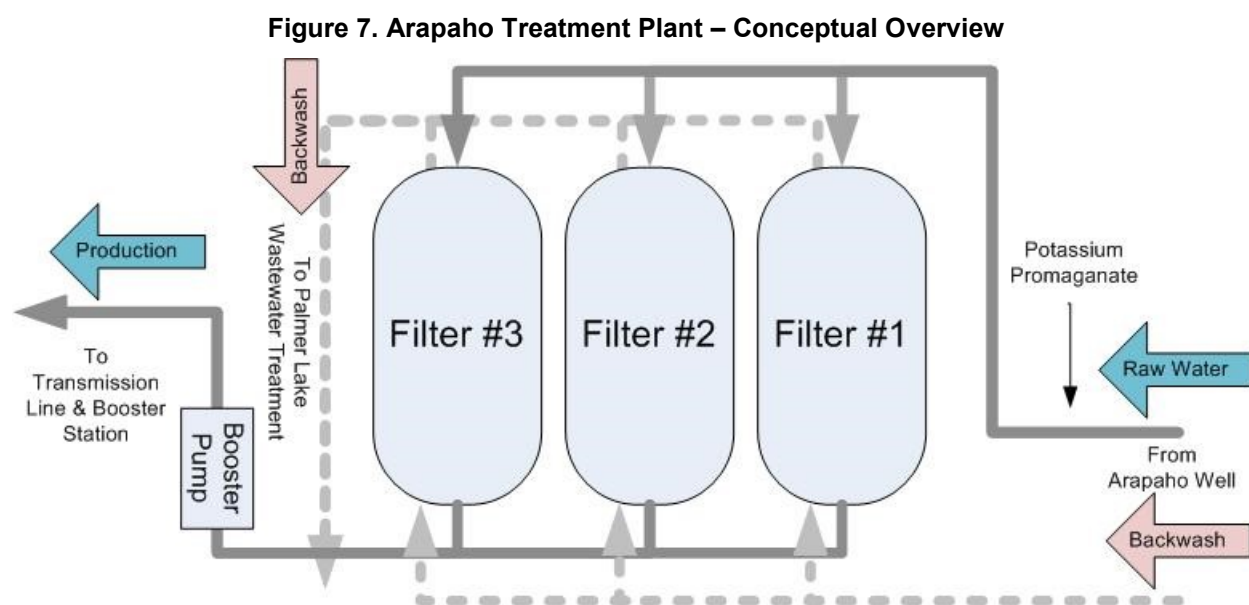 Figure 7. Arapaho Treatment Plant – Conceptual Overview
Backwash
Production
To Palmer Lake
Wastewater Treatment
Filter #3
Filter #2
Filter #1
Potassium
Promaganate
Raw Water
To
Transmission
Line & Booster
Station
Booster
Pump
From
Arapaho Well
Backwash